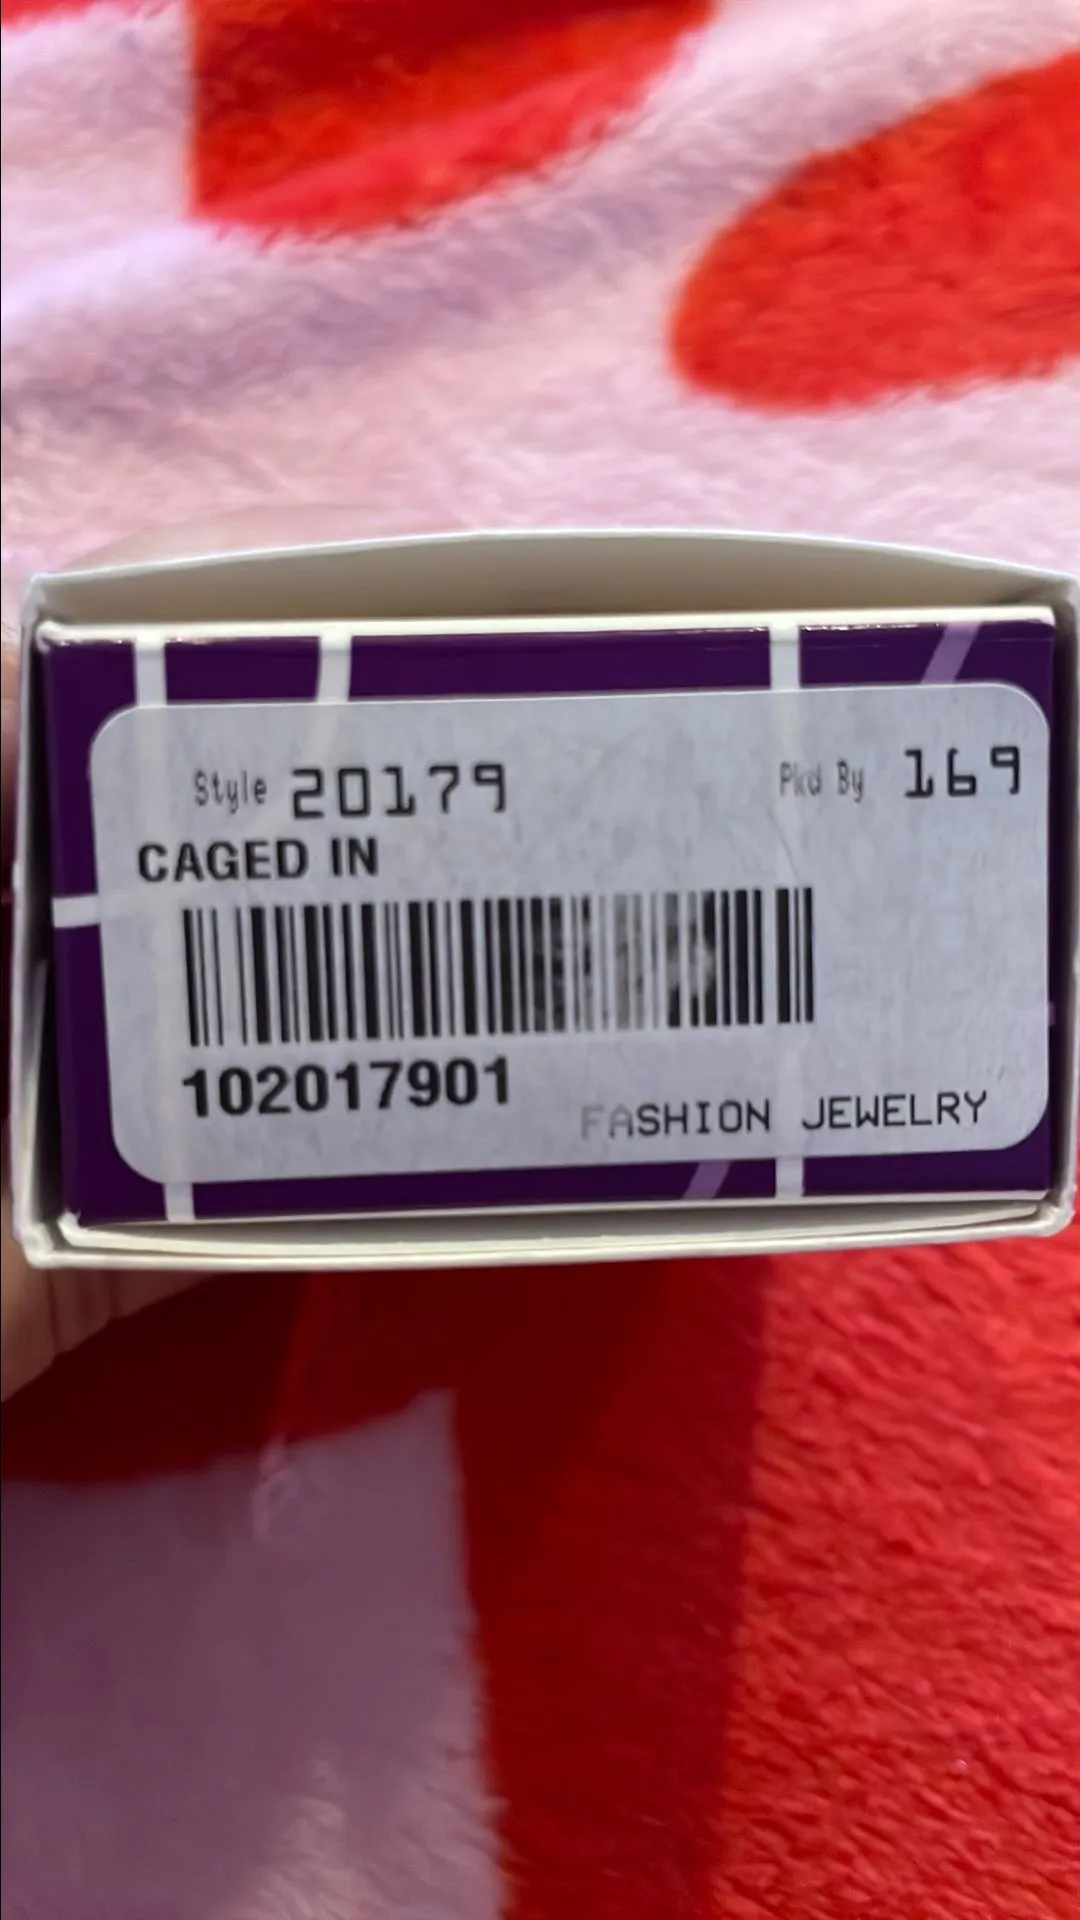 Style 20179 Pkd By 169
CAGED IN
102017901
FASHION JEWELRY